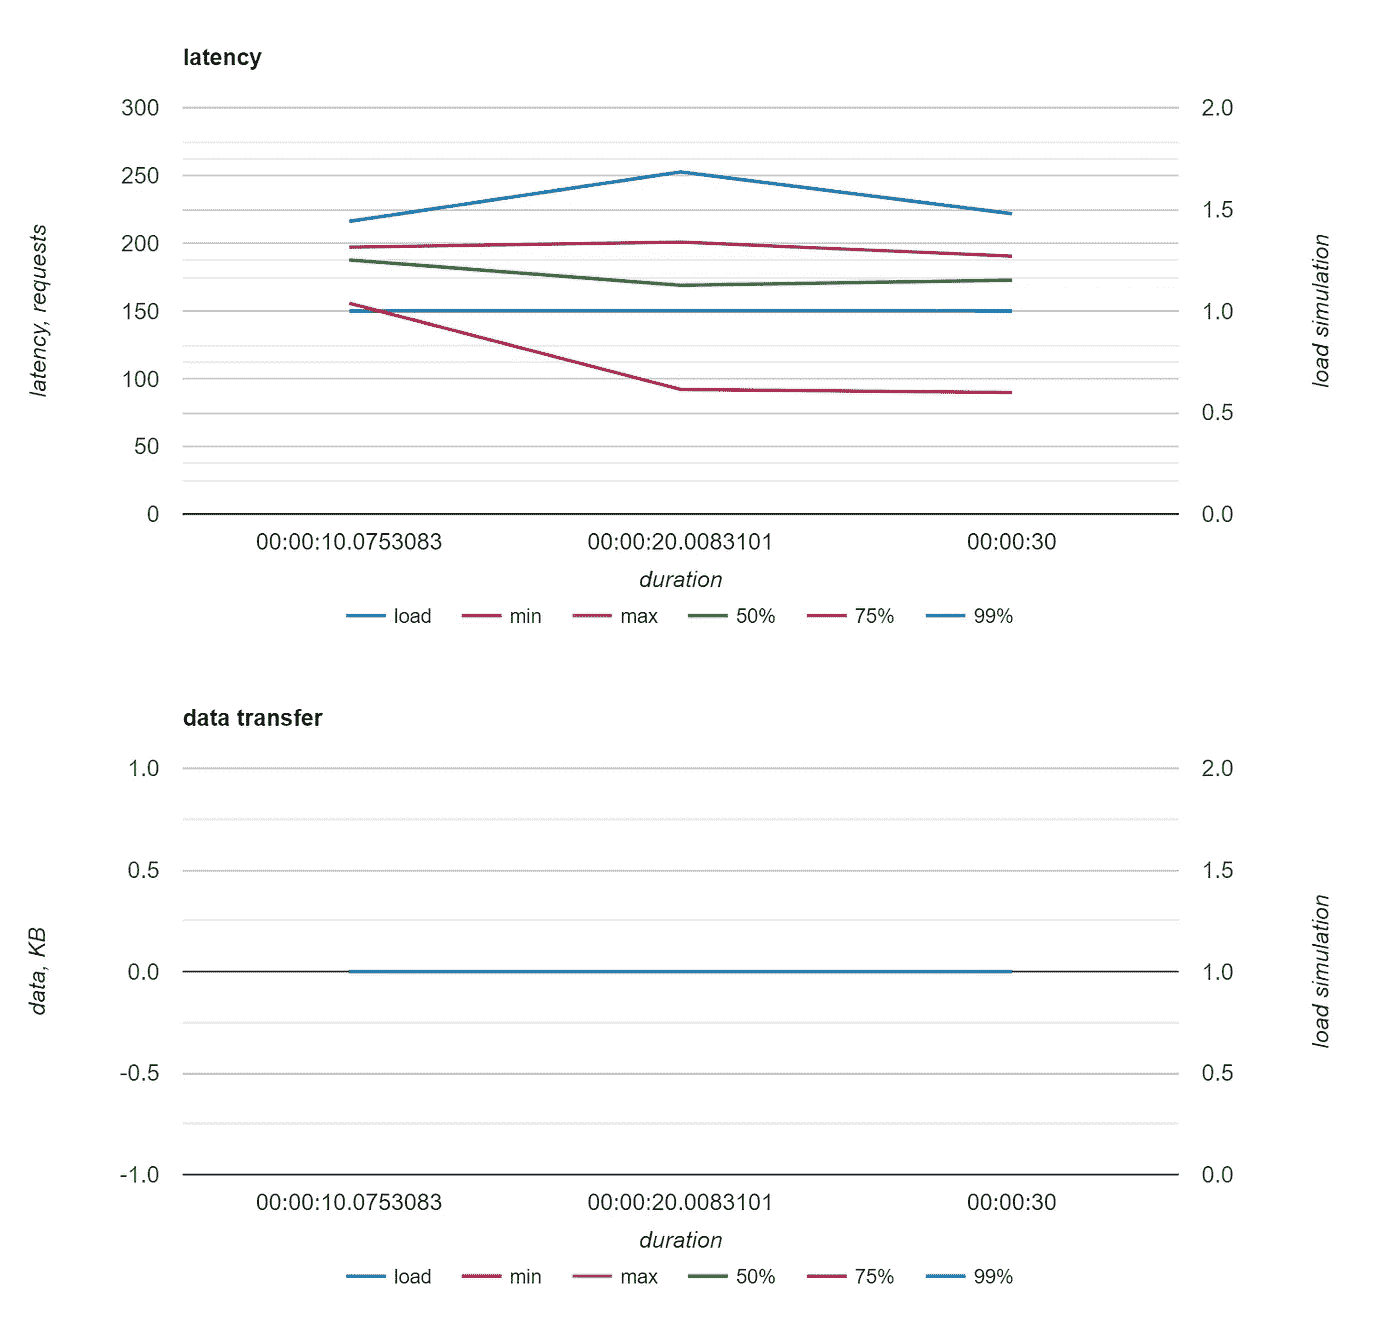 latency
300
250
200
150
100
50
0
2.0
1.5
1.0
0.5
0.0
latency, requests
load simulation
00:00:10.0753083 00:00:20.0083101 00:00:30
duration
load min max 50% 75% 99%
data transfer
1.0
0.5
0.0
-0.5
-1.0
2.0
1.5
1.0
0.5
0.0
data, KB
load simulation
00:00:10.0753083 00:00:20.0083101 00:00:30
duration
load min max 50% 75% 99%